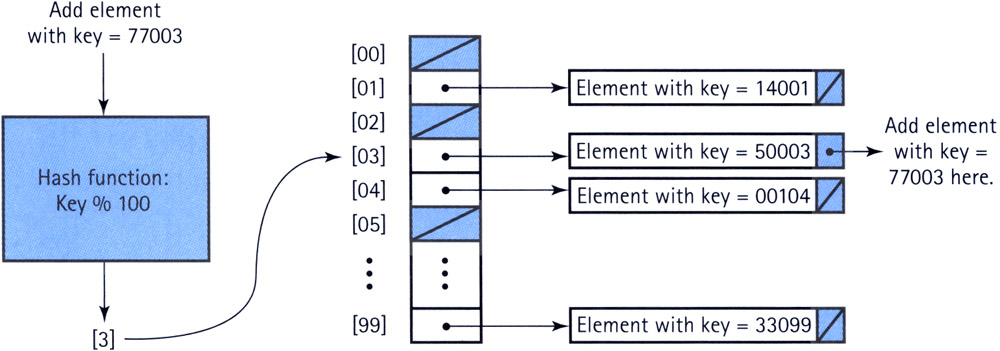 Add element
with key = 77003
Hash function:
Key % 100
[3]
[00]
[01]
Element with key = 14001
[02]
[03]
Element with key = 50003
Add element
with key =
77003 here.
[04]
Element with key = 00104
[05]
[99]
Element with key = 33099